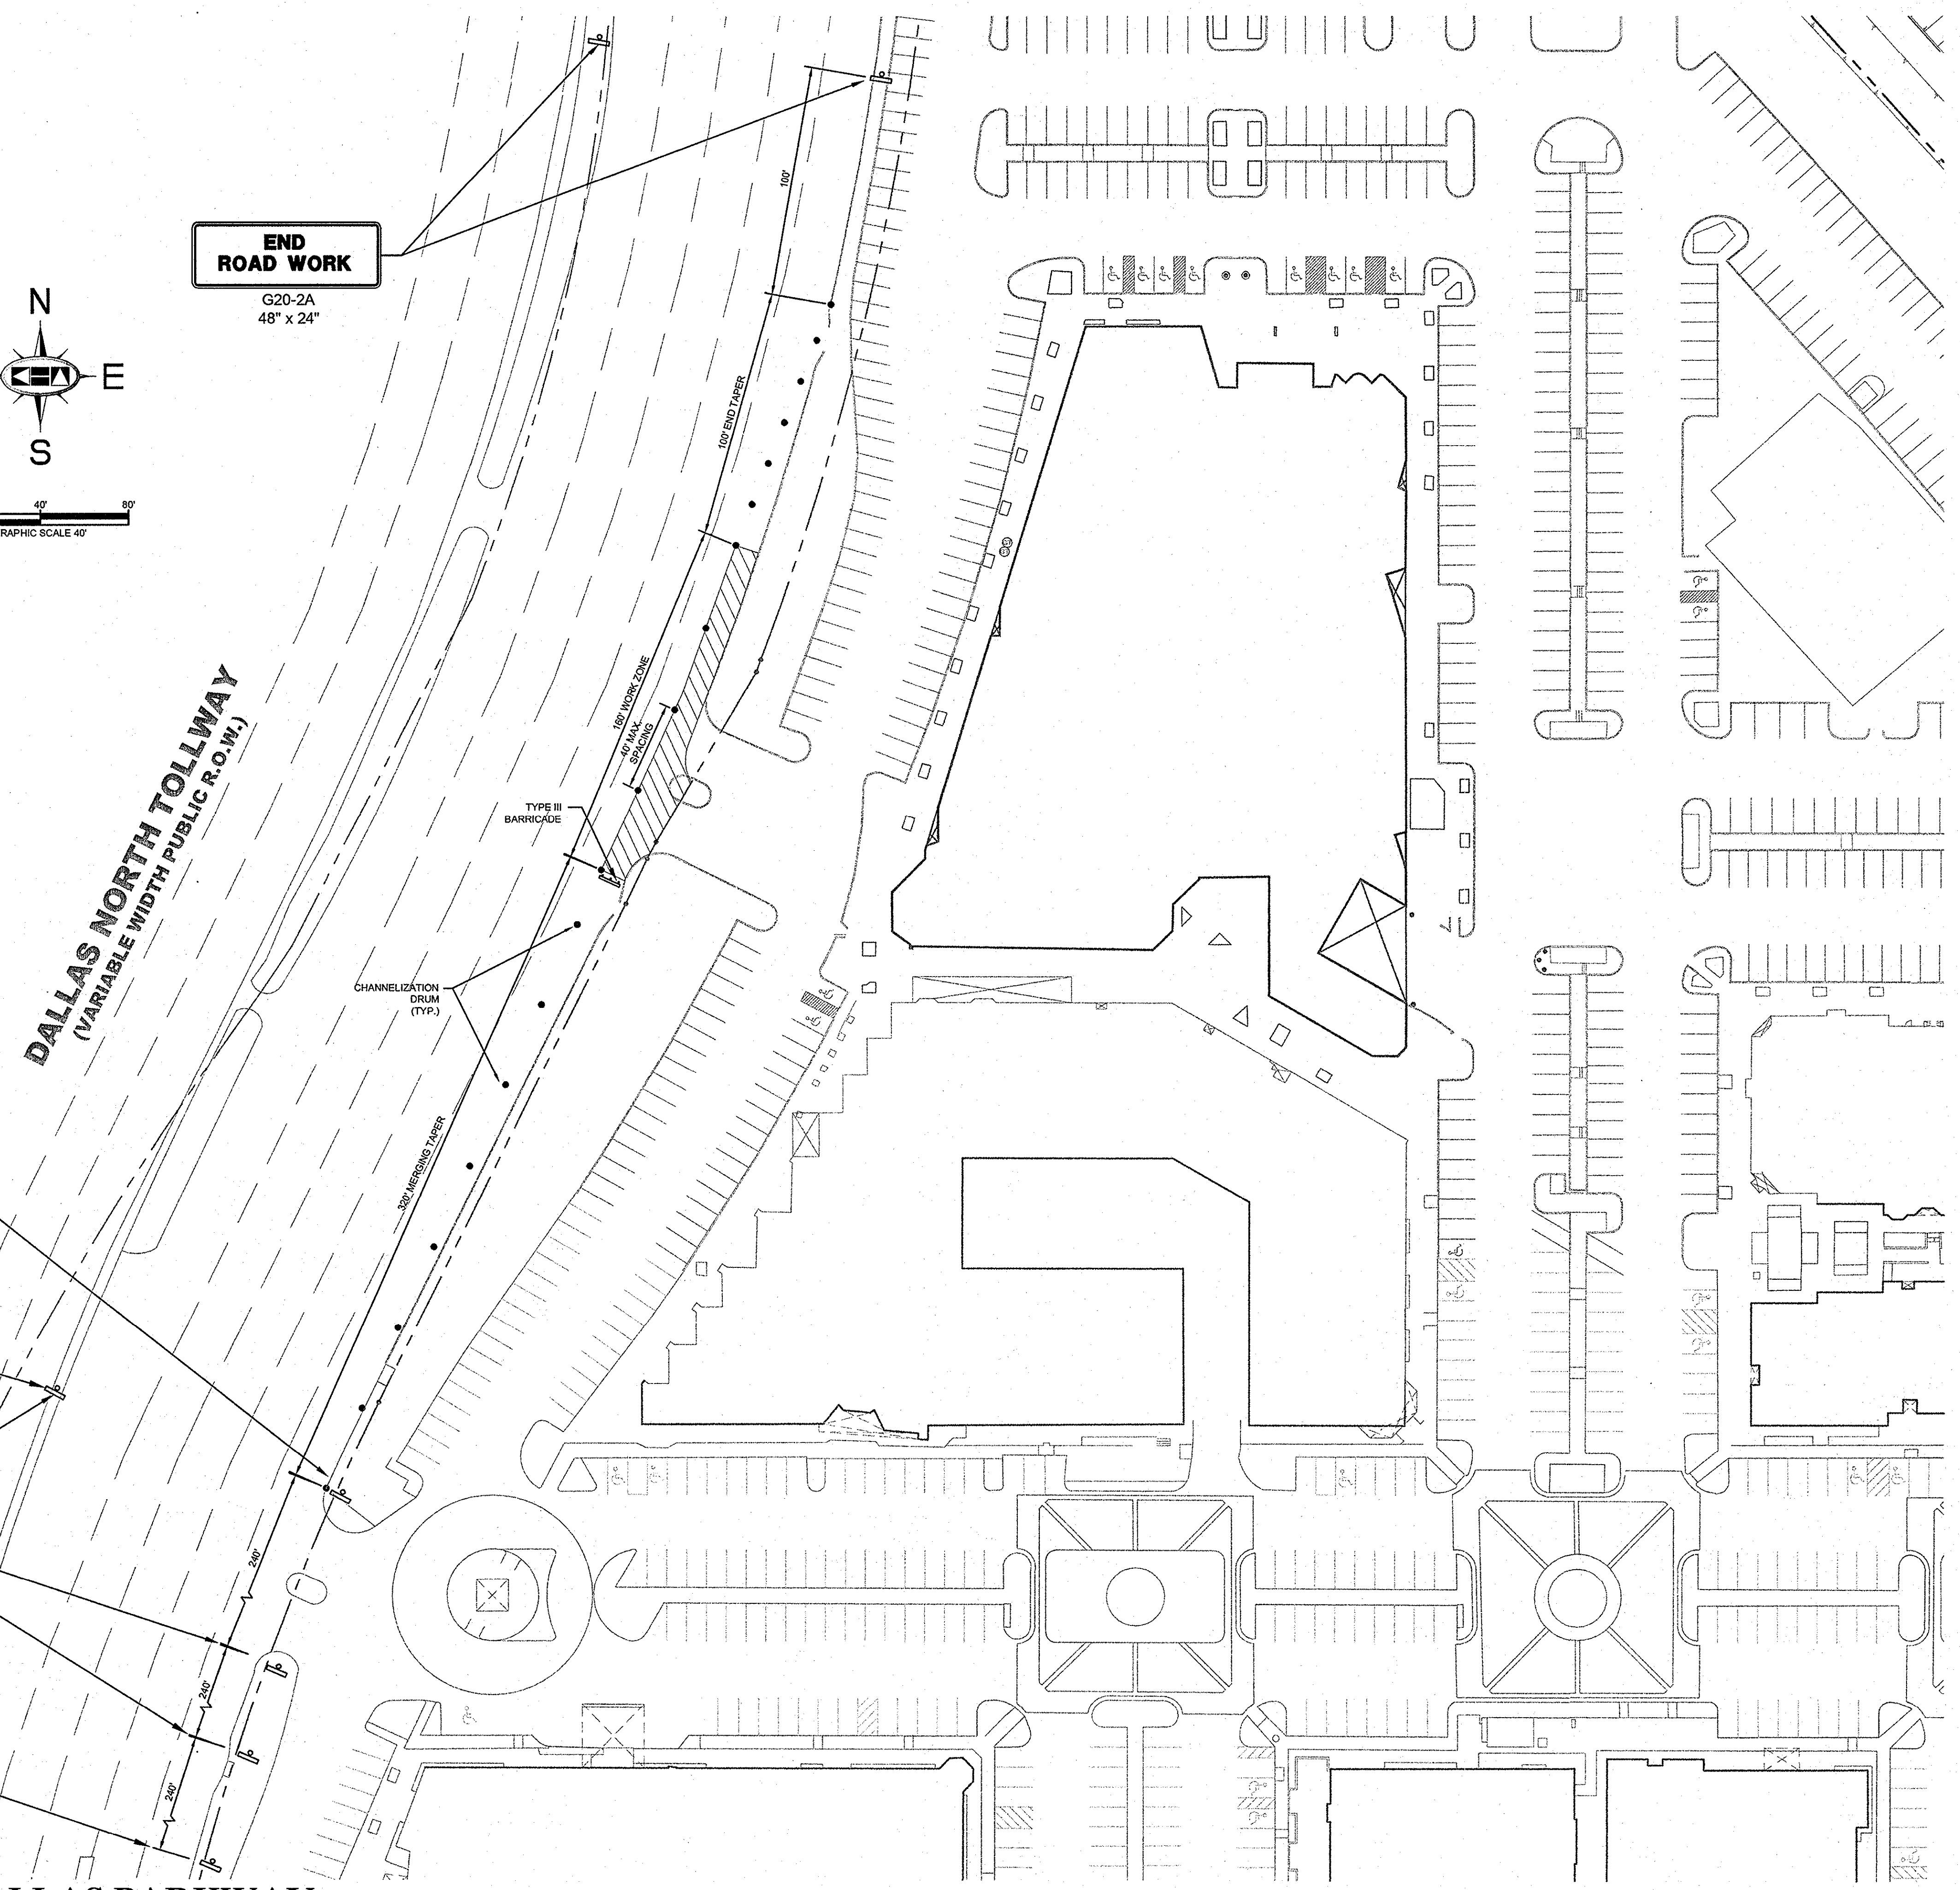 END
ROAD WORK
G20-2A
48" x 24"
N
E
S
40'
80'
RAPHIC SCALE 40'
100'
100' END TAPER
160' WORK ZONE
40' MAX.
SPACING
TYPE III
BARRICADE
DALLAS NORTH TOLLWAY
(VARIABLE WIDTH PUBLIC R.O.W.)
CHANNELIZATION
DRUM
(TYP.)
320' MERGING TAPER
240'
240'
240'